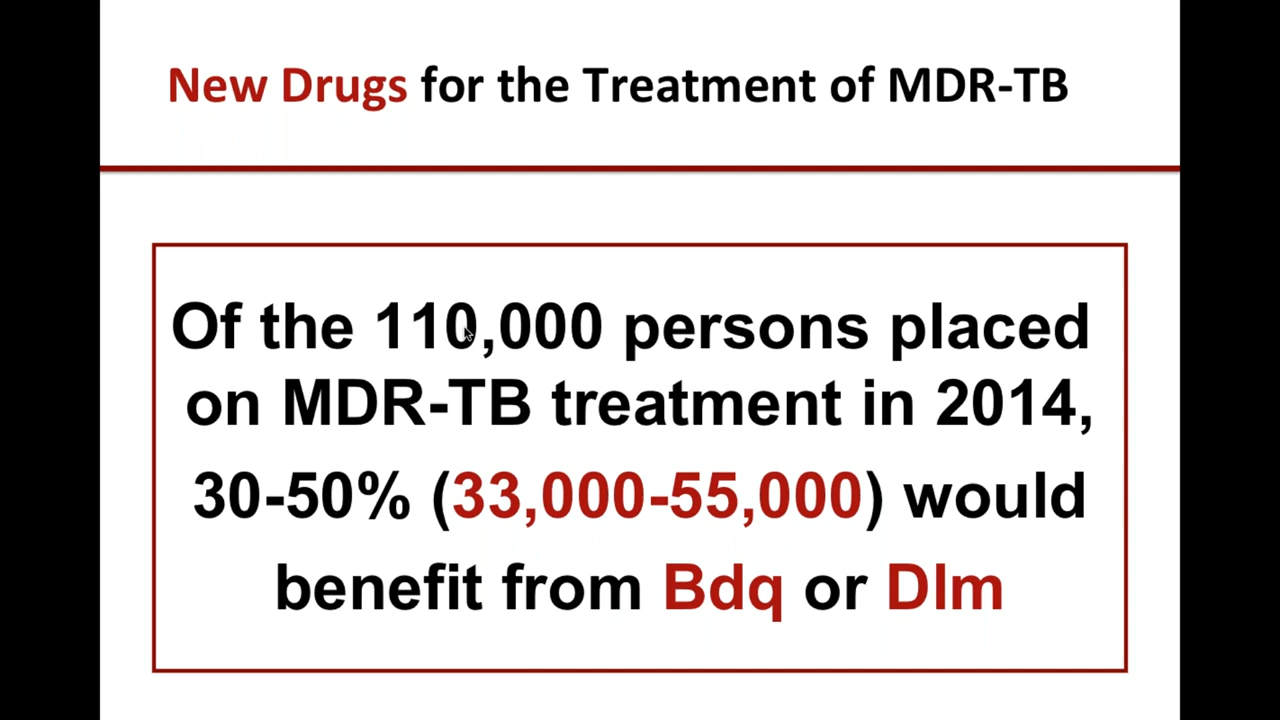 New Drugs for the Treatment of MDR-TB
Of the 110,000 persons placed
on MDR-TB treatment in 2014,
30-50% (33,000-55,000) would
benefit from Bdq or Dlm